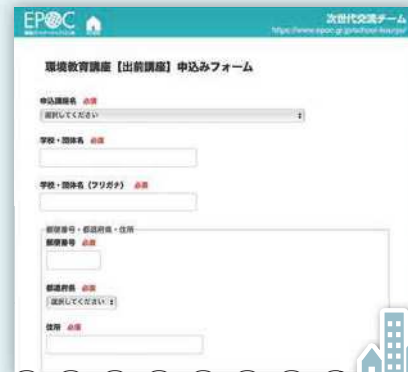 EPOC
次世代交流チーム
環境教育講座【出前講座】申込みフォーム
申込講座名 必須
選択してください
学校・団体名 必須
学校・団体名（フリガナ） 必須
郵便番号・都道府県・住所
郵便番号 必須
都道府県 必須
選択してください
住所 必須